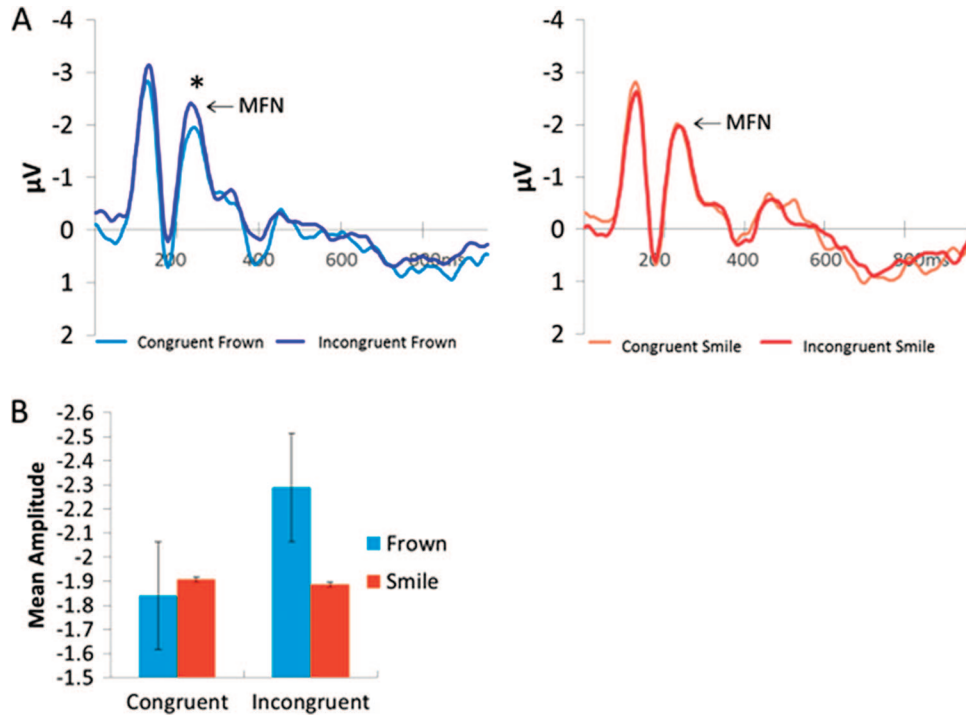 A
-4
-3
-2
-1
0
1
2
µV
*
← MFN
200
400
600
800ms
Congruent Frown
Incongruent Frown
← MFN
200
400
600
800ms
Congruent Smile
Incongruent Smile
B
-2.6
-2.5
-2.4
-2.3
-2.2
-2.1
-2
-1.9
-1.8
-1.7
-1.6
-1.5
Mean Amplitude
Frown
Smile
Congruent
Incongruent
-4
-3
-2
-1
0
1
2
µV